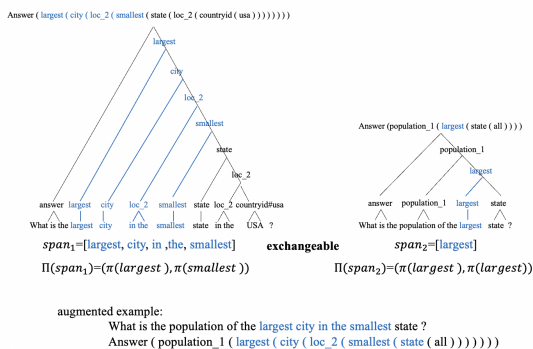 Answer ( largest ( city ( loc_2 ( smallest ( state ( loc_2 ( countryid ( usa ) ) ) ) ) ) ) )
largest
city
loc_2
smallest
state
loc_2
answer largest city loc_2 smallest state loc_2 countryid#usa
What is the largest city in the smallest state in the USA ?
span₁=[largest, city, in ,the, smallest]
Π(span₁)=(π(largest ),π(smallest ))
exchangeable
Answer (population_1 ( largest ( state ( all ) ) ) )
population_1
largest
answer population_1 largest state
What is the population of the largest state ?
span₂=[largest]
Π(span₂)=(π(largest ),π(largest))
augmented example:
What is the population of the largest city in the smallest state ?
Answer ( population_1 ( largest ( city ( loc_2 ( smallest ( state ( all ) ) ) ) ) ) )